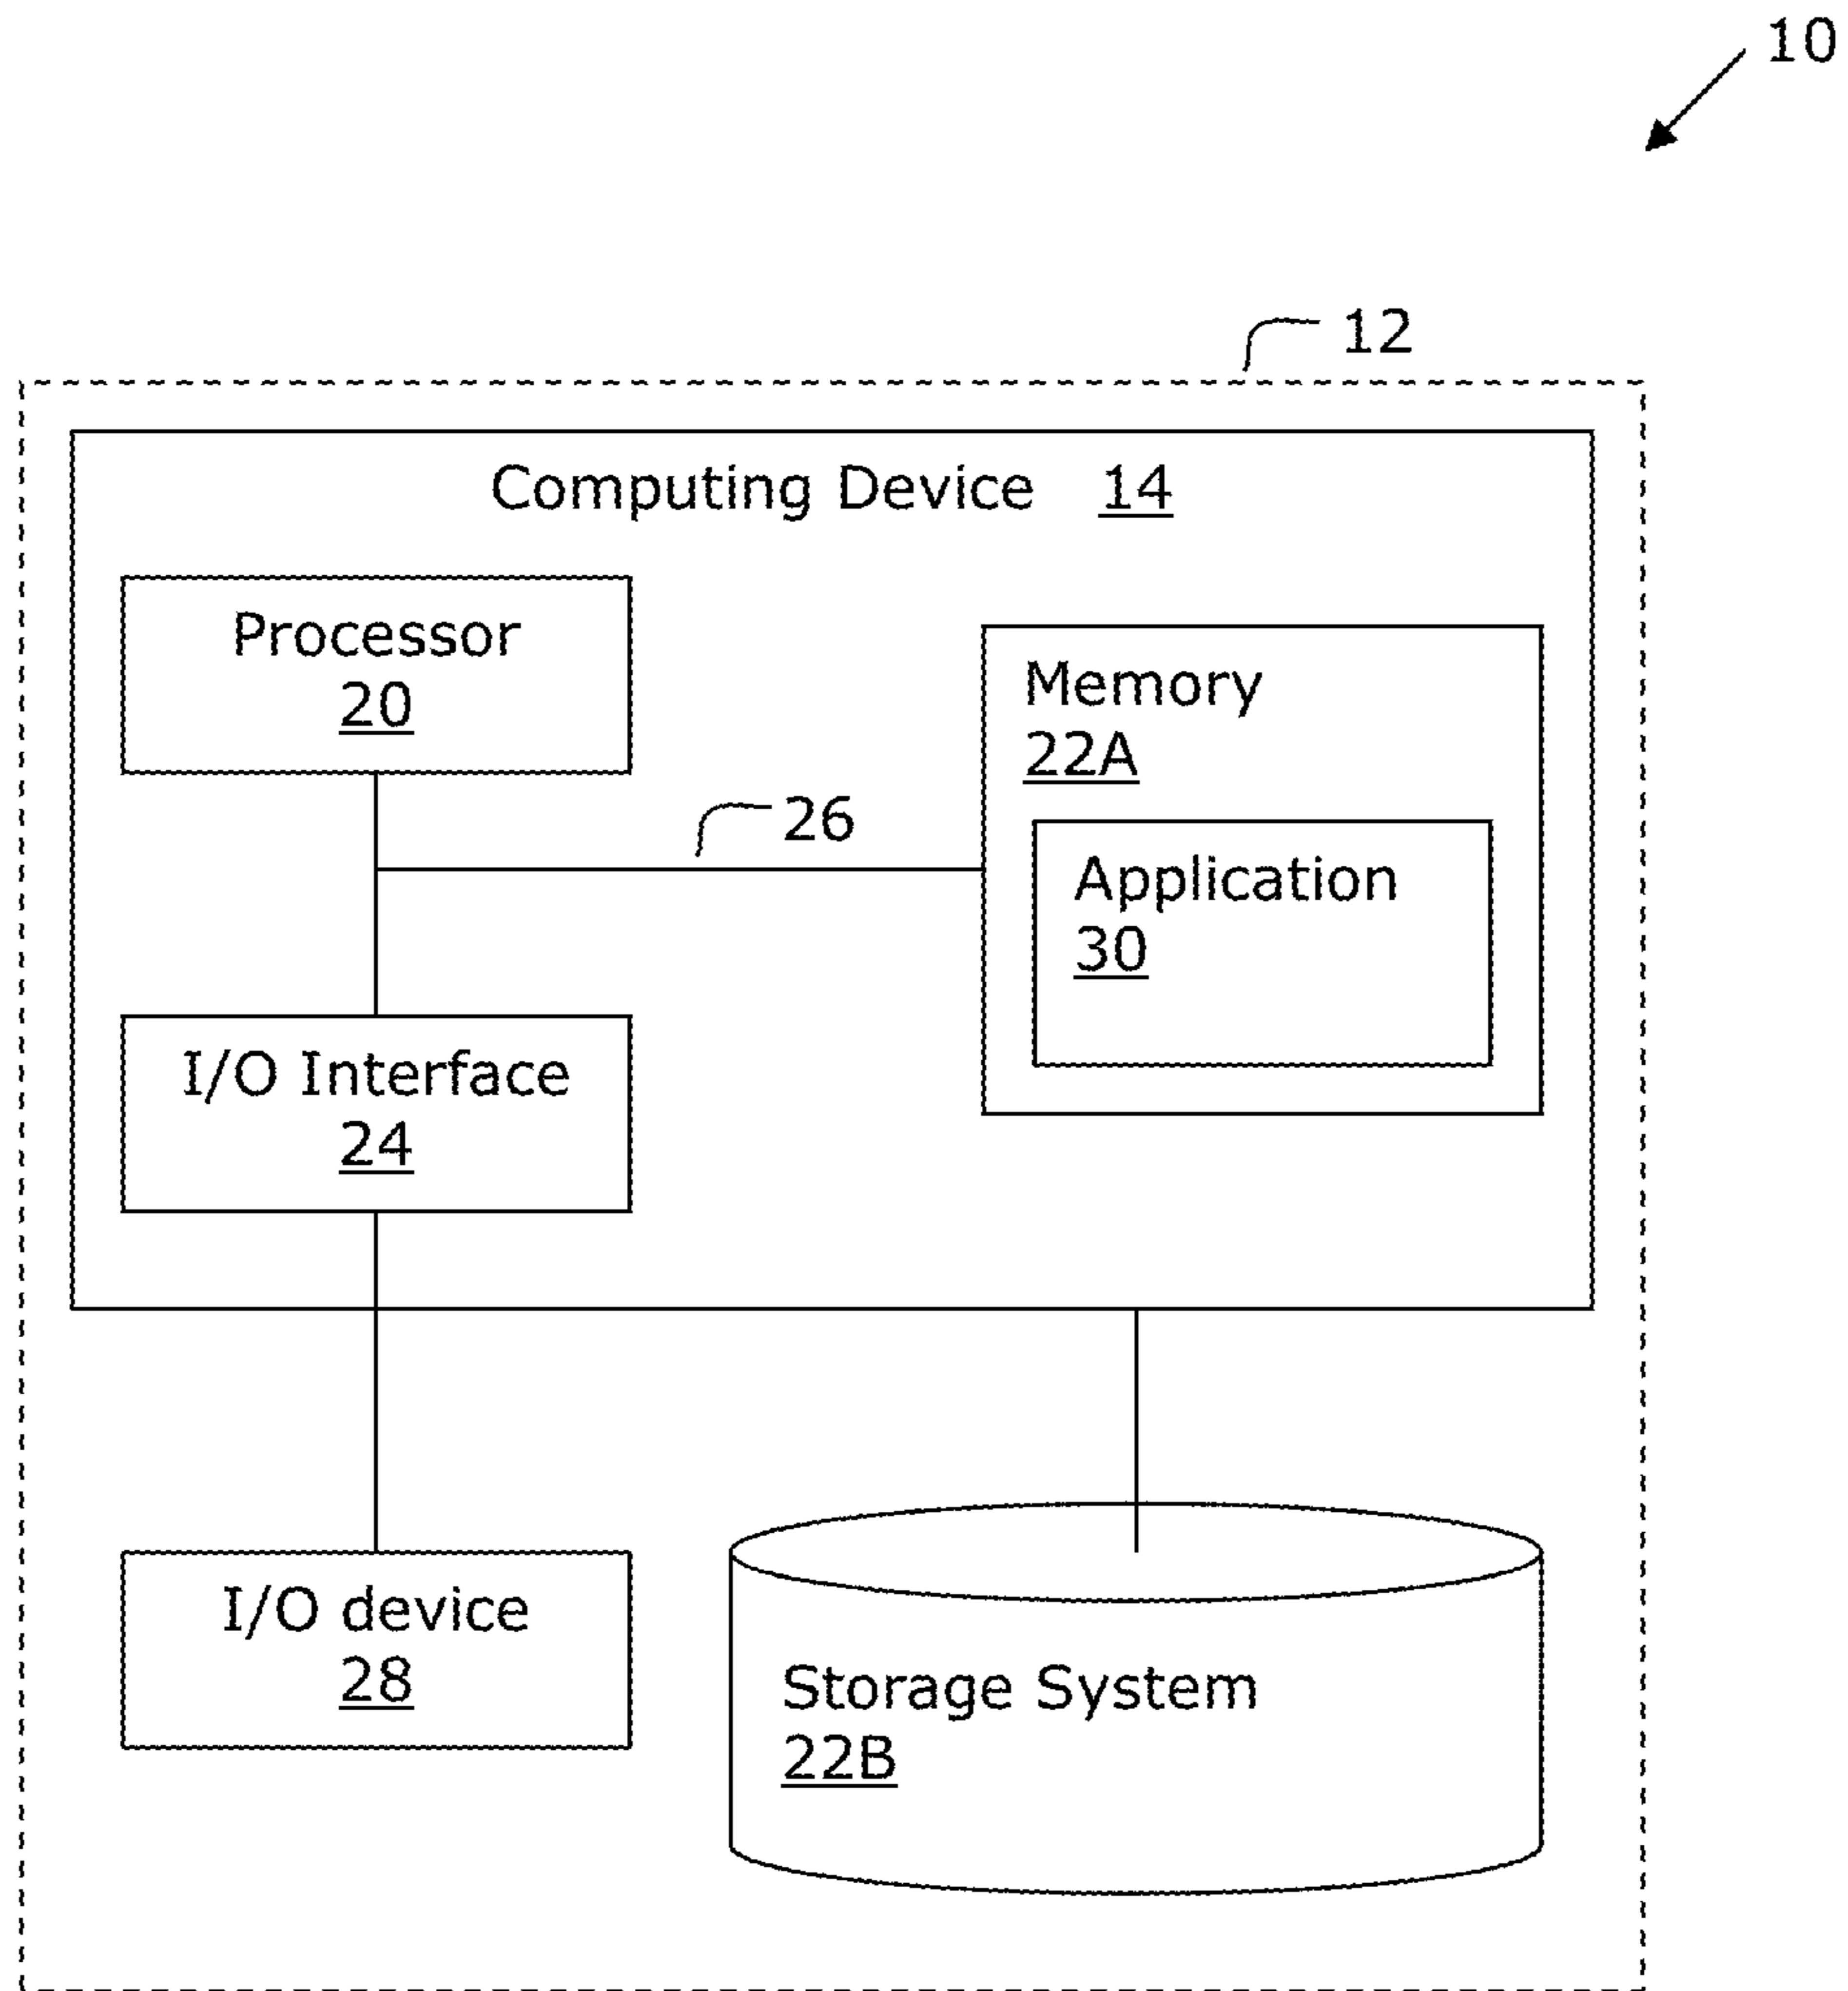 10
12
Computing Device 14
Processor
20
Memory
22A
26
Application
30
I/O Interface
24
I/O device
28
Storage System
22B